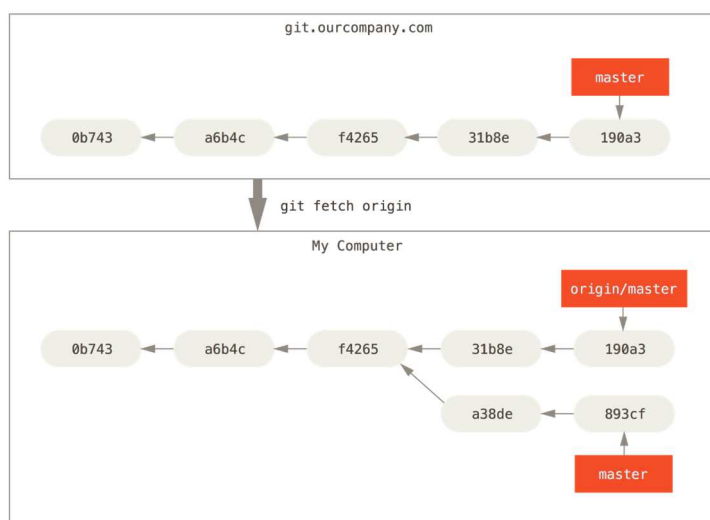 git.ourcompany.com
master
0b743 a6b4c f4265 31b8e 190a3
git fetch origin
My Computer
origin/master
0b743 a6b4c f4265 31b8e 190a3
a38de 893cf
master